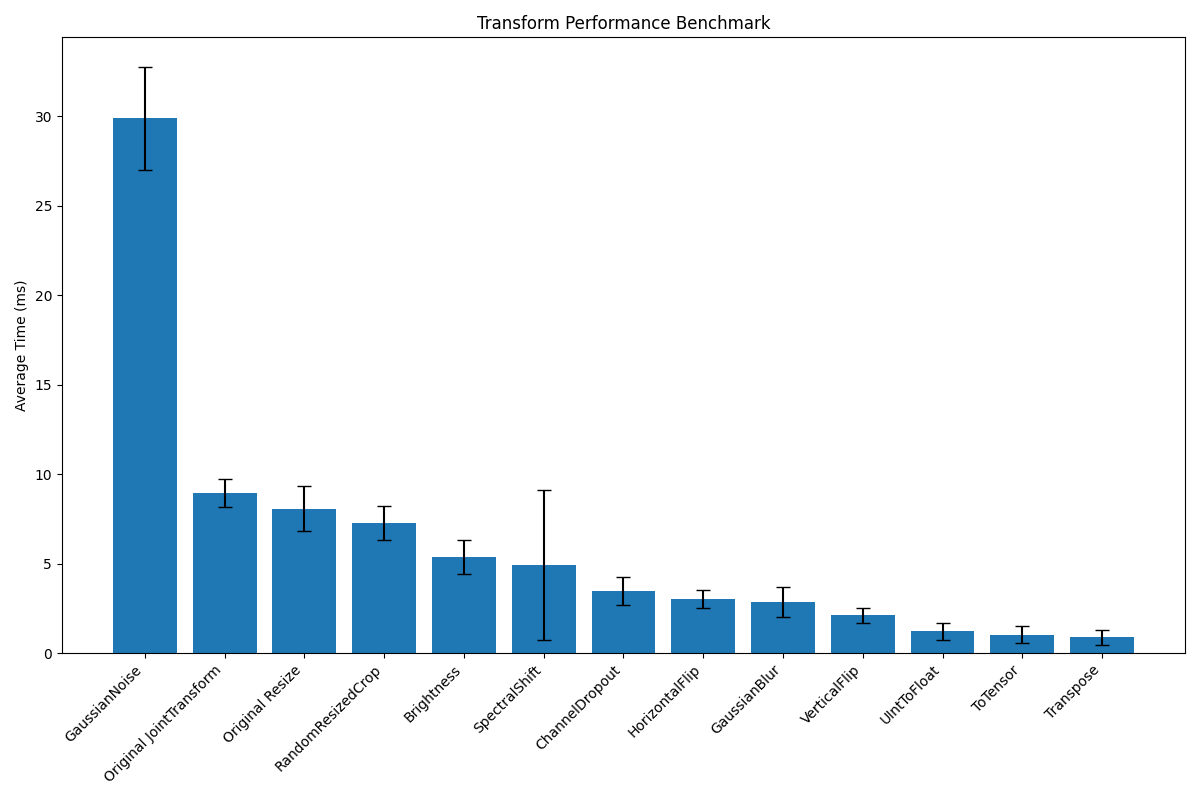 Transform Performance Benchmark
Average Time (ms)
30
25
20
15
10
5
0
GaussianNoise
Original JointTransform
Original Resize
RandomResizedCrop
Brightness
SpectralShift
ChannelDropout
HorizontalFlip
GaussianBlur
VerticalFlip
UIntToFloat
ToTensor
Transpose